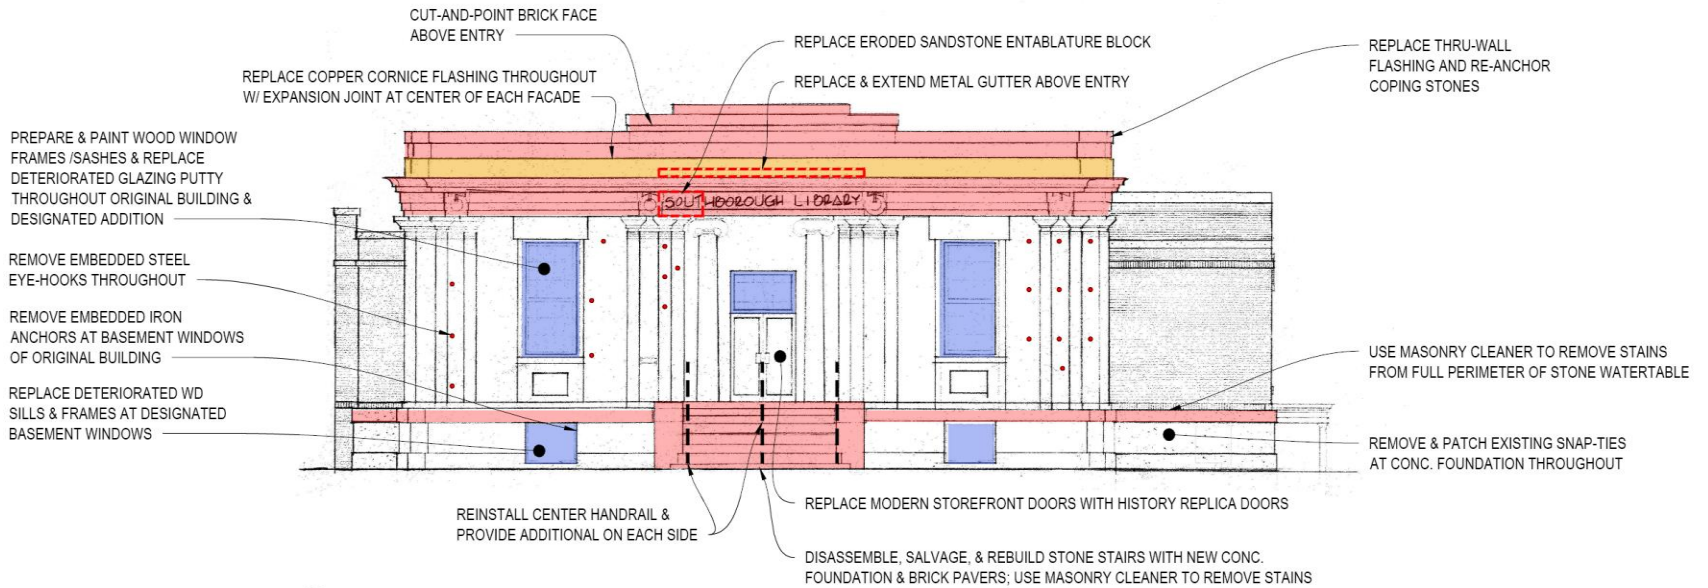 CUT-AND-POINT BRICK FACE
ABOVE ENTRY
REPLACE COPPER CORNICE FLASHING THROUGHOUT
W/ EXPANSION JOINT AT CENTER OF EACH FACADE
PREPARE & PAINT WOOD WINDOW
FRAMES /SASHES & REPLACE
DETERIORATED GLAZING PUTTY
THROUGHOUT ORIGINAL BUILDING &
DESIGNATED ADDITION
REMOVE EMBEDDED STEEL
EYE-HOOKS THROUGHOUT
REMOVE EMBEDDED IRON
ANCHORS AT BASEMENT WINDOWS
OF ORIGINAL BUILDING
REPLACE DETERIORATED WD
SILLS & FRAMES AT DESIGNATED
BASEMENT WINDOWS
REPLACE ERODED SANDSTONE ENTABLATURE BLOCK
REPLACE & EXTEND METAL GUTTER ABOVE ENTRY
SOUTHBOROUGH LIBRARY
REPLACE THRU-WALL
FLASHING AND RE-ANCHOR
COPING STONES
USE MASONRY CLEANER TO REMOVE STAINS
FROM FULL PERIMETER OF STONE WATERTABLE
REMOVE & PATCH EXISTING SNAP-TIES
AT CONC. FOUNDATION THROUGHOUT
REINSTALL CENTER HANDRAIL &
PROVIDE ADDITIONAL ON EACH SIDE
REPLACE MODERN STOREFRONT DOORS WITH HISTORY REPLICA DOORS
DISASSEMBLE, SALVAGE, & REBUILD STONE STAIRS WITH NEW CONC.
FOUNDATION & BRICK PAVERS; USE MASONRY CLEANER TO REMOVE STAINS